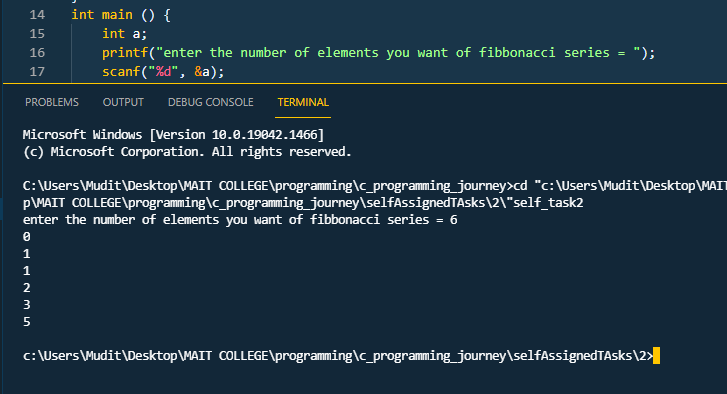 14 int main () {
15 int a;
16 printf("enter the number of elements you want of fibbonacci series = ");
17 scanf("%d", &a);
PROBLEMS OUTPUT DEBUG CONSOLE TERMINAL
Microsoft Windows [Version 10.0.19042.1466]
(c) Microsoft Corporation. All rights reserved.
C:\Users\Mudit\Desktop\MAIT COLLEGE\programming\c_programming_journey>cd "c:\Users\Mudit\Desktop\MAIT
p\MAIT COLLEGE\programming\c_programming_journey\selfAssignedTAsks\2\"self_task2
enter the number of elements you want of fibbonacci series = 6
0
1
1
2
3
5
c:\Users\Mudit\Desktop\MAIT COLLEGE\programming\c_programming_journey\selfAssignedTAsks\2>